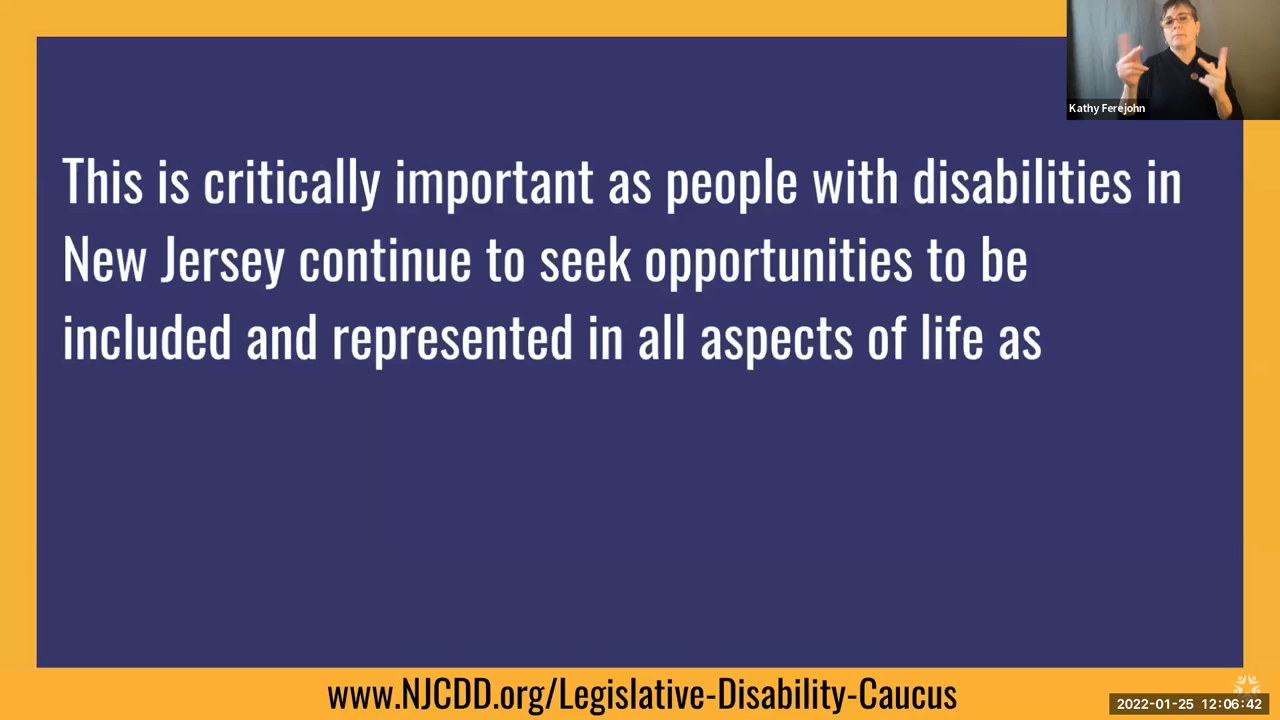 Kathy Ferejohn
This is critically important as people with disabilities in
New Jersey continue to seek opportunities to be
included and represented in all aspects of life as
www.NJCDD.org/Legislative-Disability-Caucus
2022-01-25 12:06:42